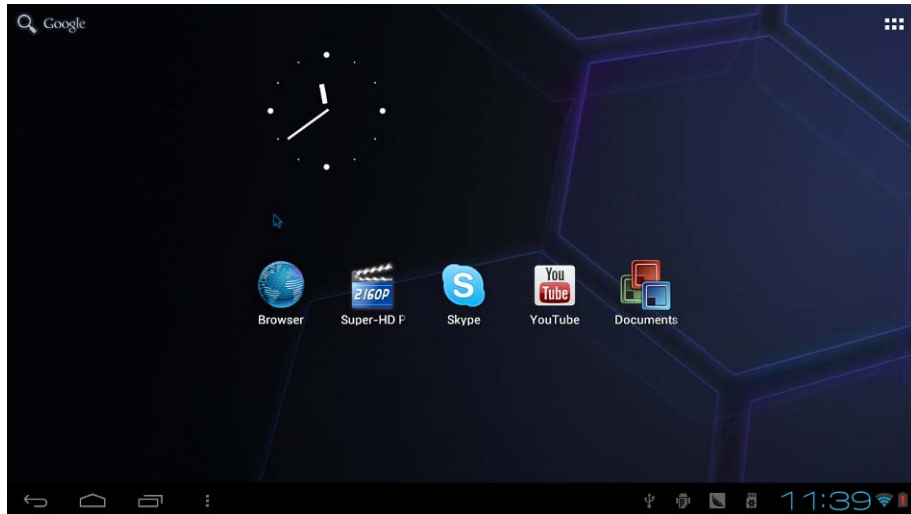 Google
2160P
S
You
Tube
Browser
Super-HD P
Skype
YouTube
Documents
11:39